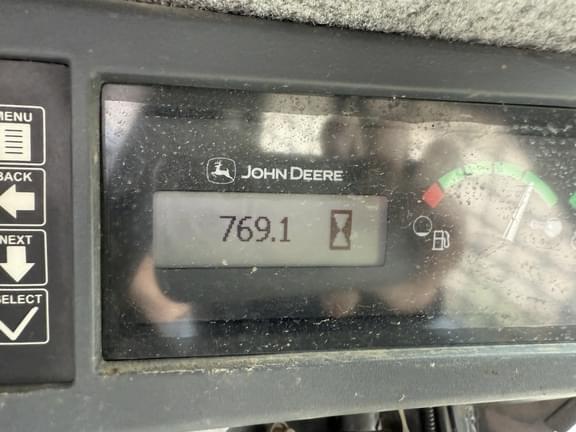 MENU
BACK
NEXT
SELECT
JOHN DEERE
769.1